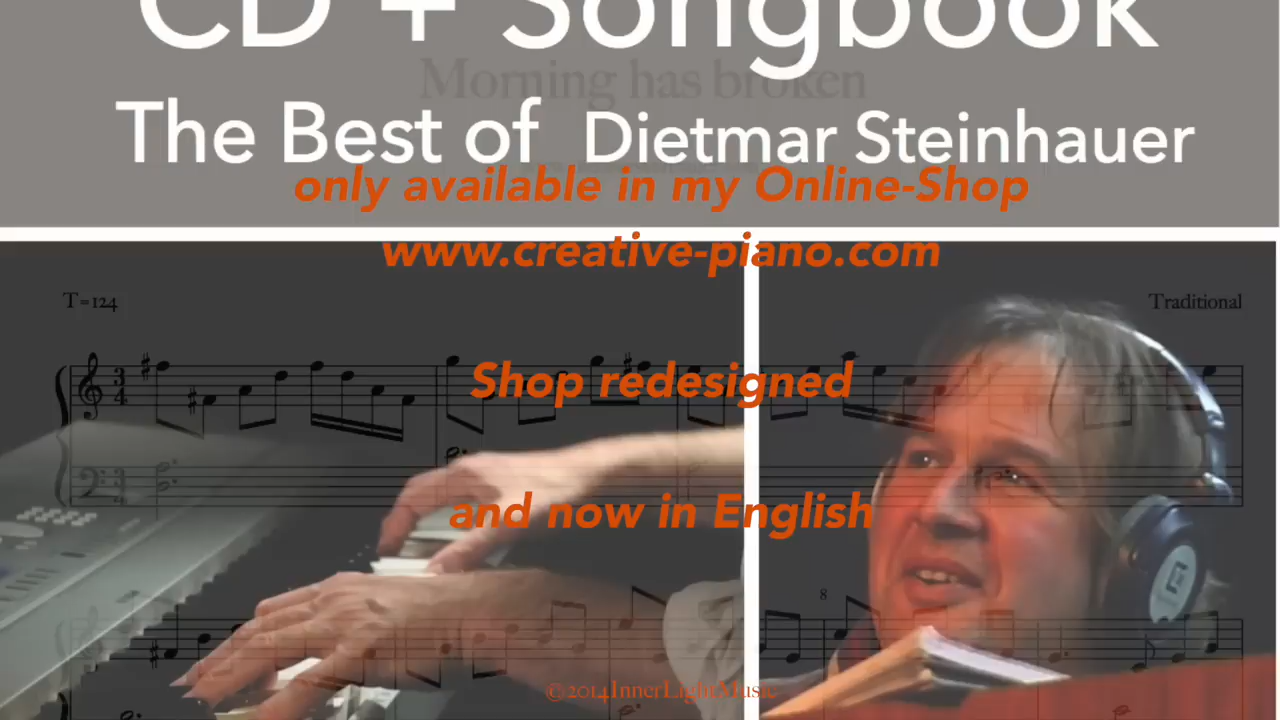 CD + Songbook
Morning has broken
The Best of Dietmar Steinhauer
only available in my Online-Shop
www.creative-piano.com
T=124
Traditional
Shop redesigned
and now in English
8
©2014InnerLightMusic